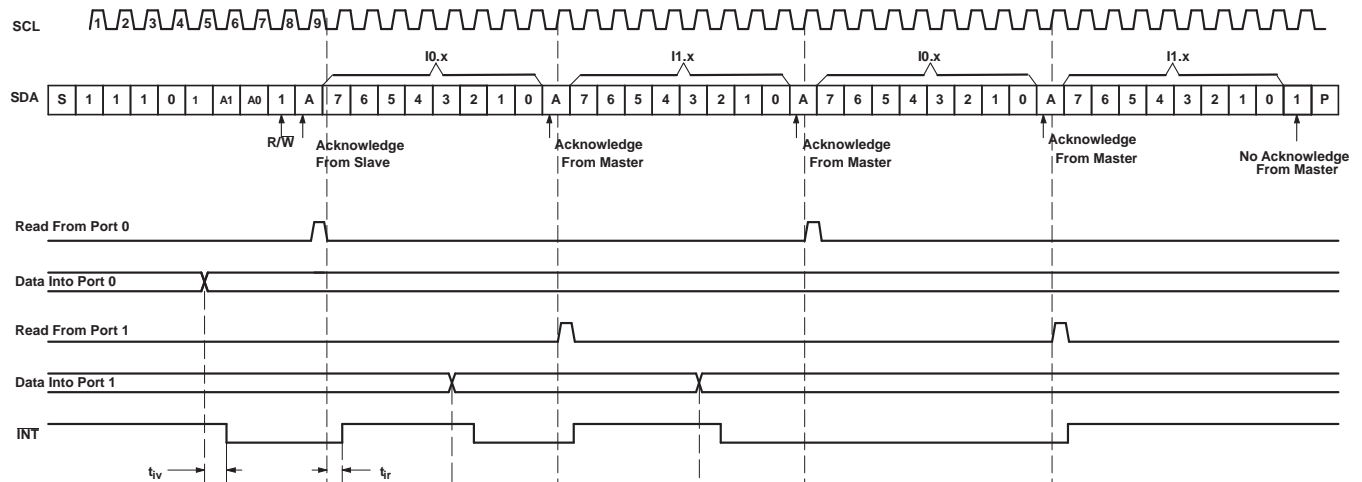 SCL 1 2 3 4 5 6 7 8 9
I0.x I1.x I0.x I1.x
SDA S 1 1 1 0 1 A1 A0 1 A 7 6 5 4 3 2 1 0 A 7 6 5 4 3 2 1 0 A 7 6 5 4 3 2 1 0 A 7 6 5 4 3 2 1 0 1 P
R/W̅
Acknowledge
From Slave
Acknowledge
From Master
Acknowledge
From Master
Acknowledge
From Master
No Acknowledge
From Master
Read From Port 0
Data Into Port 0
Read From Port 1
Data Into Port 1
I̅N̅T̅
tiv tir